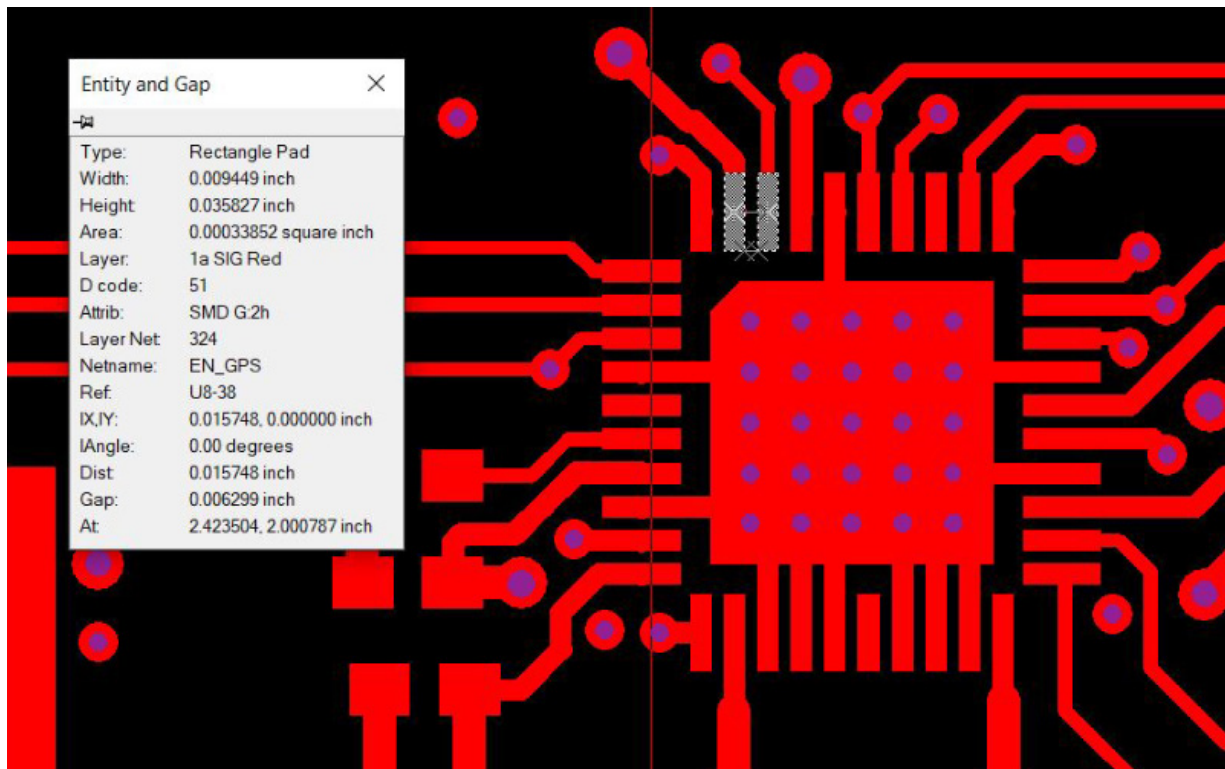 Entity and Gap
Type: Rectangle Pad
Width: 0.009449 inch
Height: 0.035827 inch
Area: 0.00033852 square inch
Layer: 1a SIG Red
D code: 51
Attrib: SMD G:2h
Layer Net: 324
Netname: EN_GPS
Ref: U8-38
IX,IY: 0.015748, 0.000000 inch
IAngle: 0.00 degrees
Dist: 0.015748 inch
Gap: 0.006299 inch
At: 2.423504, 2.000787 inch